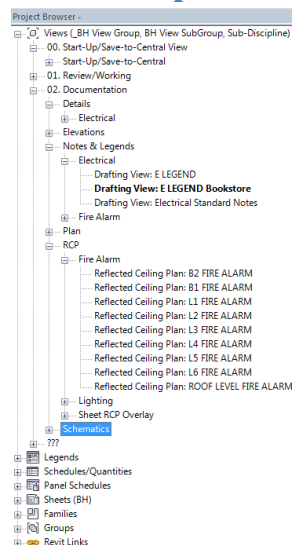 Project Browser -
Views (_BH View Group, BH View SubGroup, Sub-Discipline)
00. Start-Up/Save-to-Central View
Start-Up/Save-to-Central
01. Review/Working
02. Documentation
Details
Electrical
Elevations
Notes & Legends
Electrical
Drafting View: E LEGEND
Drafting View: E LEGEND Bookstore
Drafting View: Electrical Standard Notes
Fire Alarm
Plan
RCP
Fire Alarm
Reflected Ceiling Plan: B2 FIRE ALARM
Reflected Ceiling Plan: B1 FIRE ALARM
Reflected Ceiling Plan: L1 FIRE ALARM
Reflected Ceiling Plan: L2 FIRE ALARM
Reflected Ceiling Plan: L3 FIRE ALARM
Reflected Ceiling Plan: L4 FIRE ALARM
Reflected Ceiling Plan: L5 FIRE ALARM
Reflected Ceiling Plan: L6 FIRE ALARM
Reflected Ceiling Plan: ROOF LEVEL FIRE ALARM
Lighting
Sheet RCP Overlay
Schematics
???
Legends
Schedules/Quantities
Panel Schedules
Sheets (BH)
Families
Groups
Revit Links